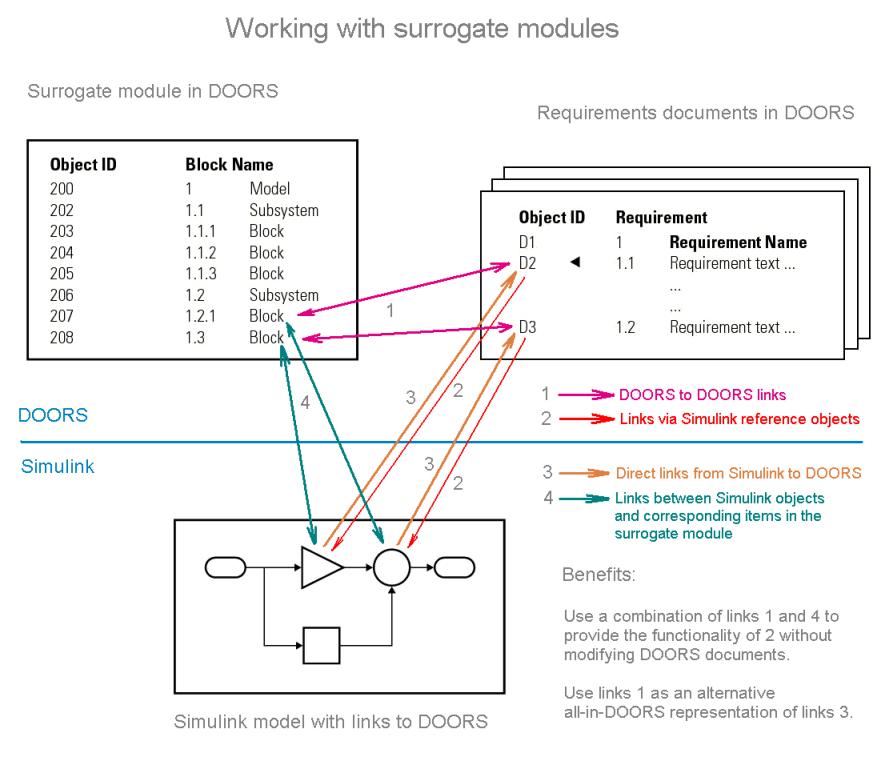 Working with surrogate modules
Surrogate module in DOORS
Requirements documents in DOORS
Object ID Block Name
200 1 Model
202 1.1 Subsystem
203 1.1.1 Block
204 1.1.2 Block
205 1.1.3 Block
206 1.2 Subsystem
207 1.2.1 Block
208 1.3 Block
Object ID Requirement
D1 1 Requirement Name
D2 1.1 Requirement text ...
...
...
D3 1.2 Requirement text ...
1
4
3
2
3
2
1 DOORS to DOORS links
2 Links via Simulink reference objects
DOORS
Simulink
3 Direct links from Simulink to DOORS
4 Links between Simulink objects
and corresponding items in the
surrogate module
Benefits:
Use a combination of links 1 and 4 to
provide the functionality of 2 without
modifying DOORS documents.
Use links 1 as an alternative
all-in-DOORS representation of links 3.
Simulink model with links to DOORS